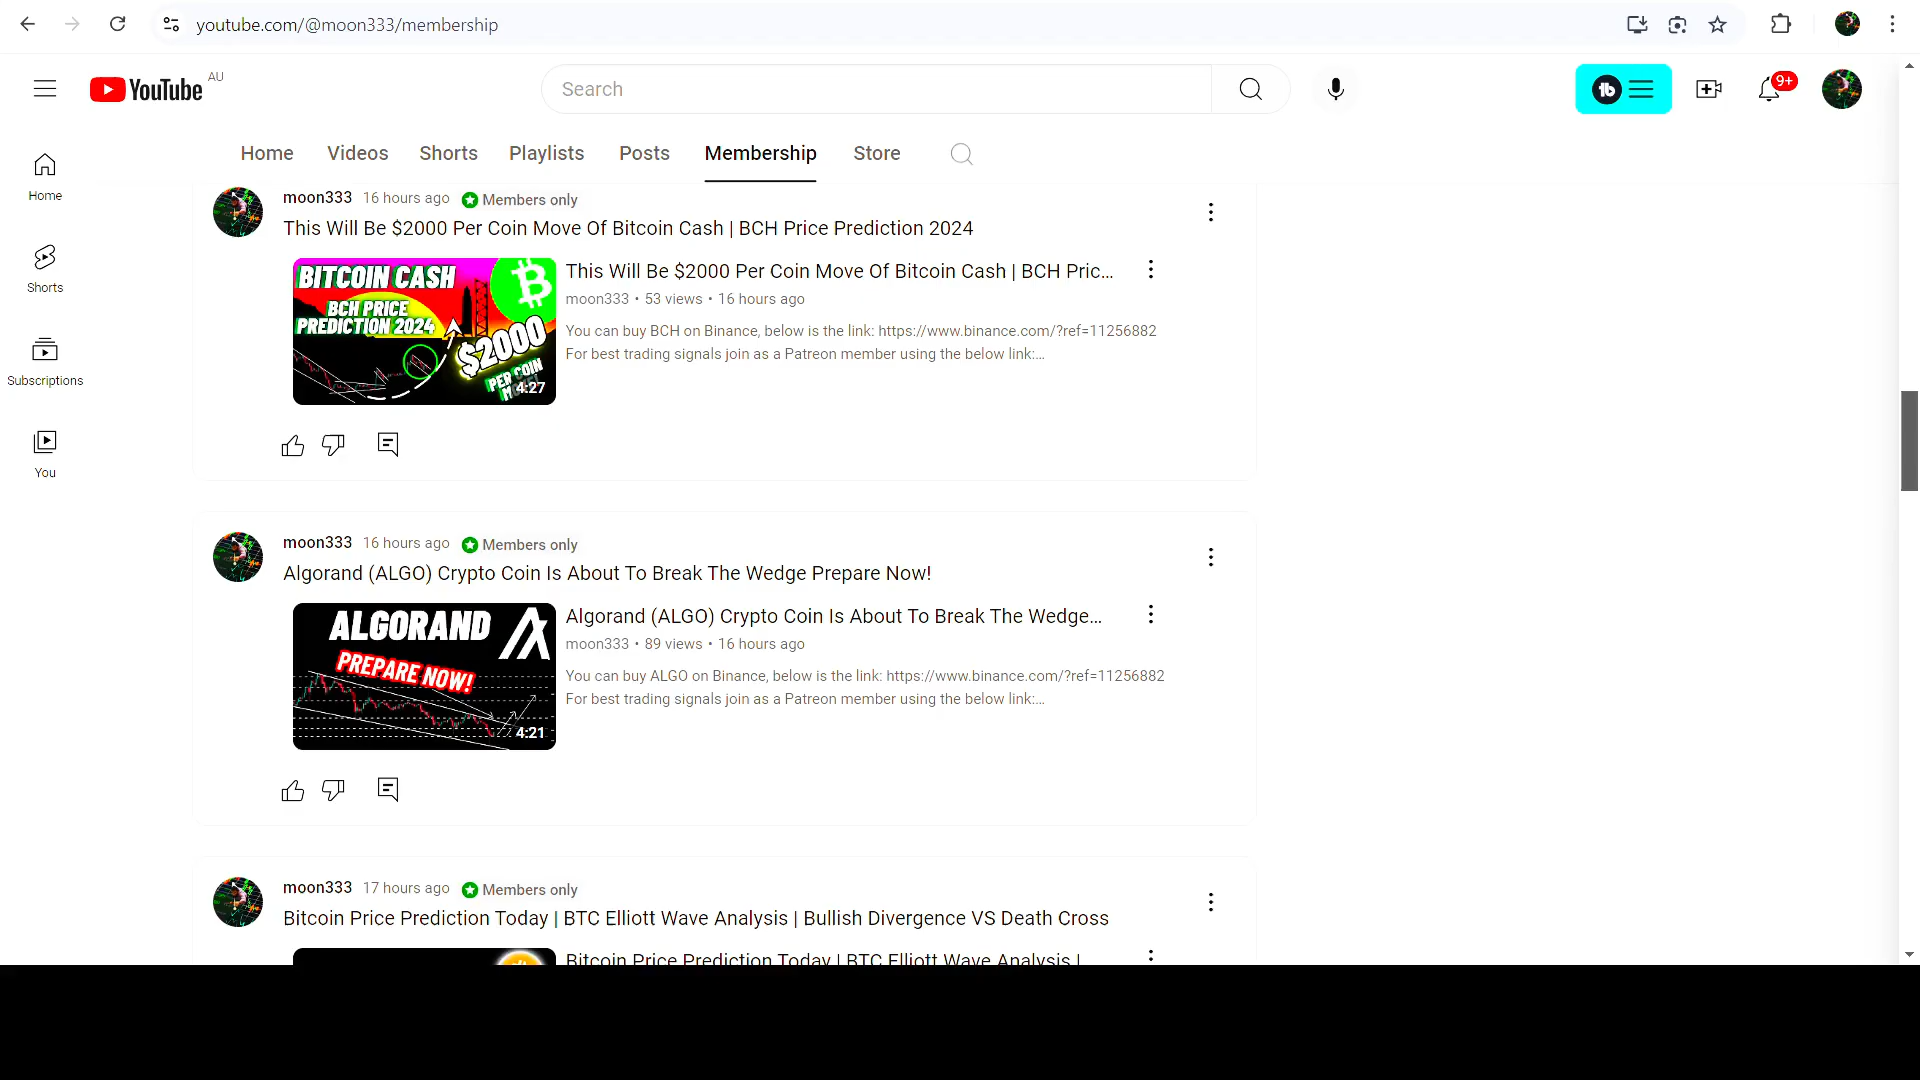 youtube.com/@moon333/membership
YouTube AU
Search
9+
Home Videos Shorts Playlists Posts Membership Store
Home
Shorts
Subscriptions
You
moon333 16 hours ago Members only
This Will Be $2000 Per Coin Move Of Bitcoin Cash | BCH Price Prediction 2024
BITCOIN CASH
BCH PRICE
PREDICTION 2024
$2000
PER COIN
4:27
This Will Be $2000 Per Coin Move Of Bitcoin Cash | BCH Pric...
moon333 • 53 views • 16 hours ago
You can buy BCH on Binance, below is the link: https://www.binance.com/?ref=11256882
For best trading signals join as a Patreon member using the below link:...
moon333 16 hours ago Members only
Algorand (ALGO) Crypto Coin Is About To Break The Wedge Prepare Now!
ALGORAND
PREPARE NOW!
4:21
Algorand (ALGO) Crypto Coin Is About To Break The Wedge...
moon333 • 89 views • 16 hours ago
You can buy ALGO on Binance, below is the link: https://www.binance.com/?ref=11256882
For best trading signals join as a Patreon member using the below link:...
moon333 17 hours ago Members only
Bitcoin Price Prediction Today | BTC Elliott Wave Analysis | Bullish Divergence VS Death Cross
Bitcoin Price Prediction Today | BTC Elliott Wave Analysis |